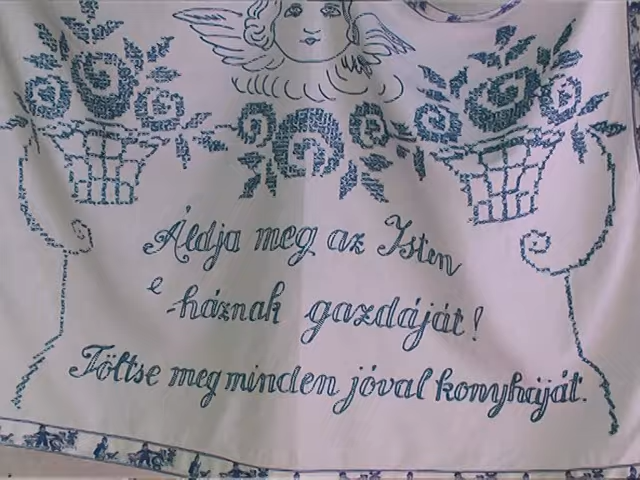 Áldja meg az Isten
e-háznak gazdáját!
Töltse meg minden jóval konyháját.